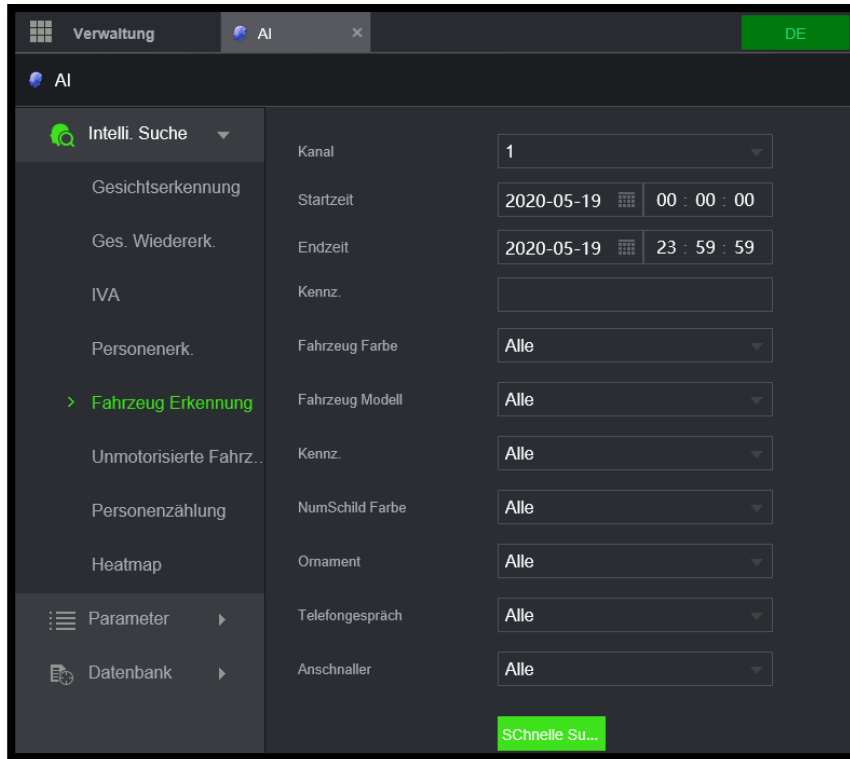 Verwaltung AI × DE
AI
Intelli. Suche
Gesichtserkennung
Ges. Wiedererk.
IVA
Personenerk.
> Fahrzeug Erkennung
Unmotorisierte Fahrz..
Personenzählung
Heatmap
Parameter
Datenbank
Kanal 1
Startzeit 2020-05-19 00 : 00 : 00
Endzeit 2020-05-19 23 : 59 : 59
Kennz.
Fahrzeug Farbe Alle
Fahrzeug Modell Alle
Kennz. Alle
NumSchild Farbe Alle
Ornament Alle
Telefongespräch Alle
Anschnaller Alle
SChnelle Su...